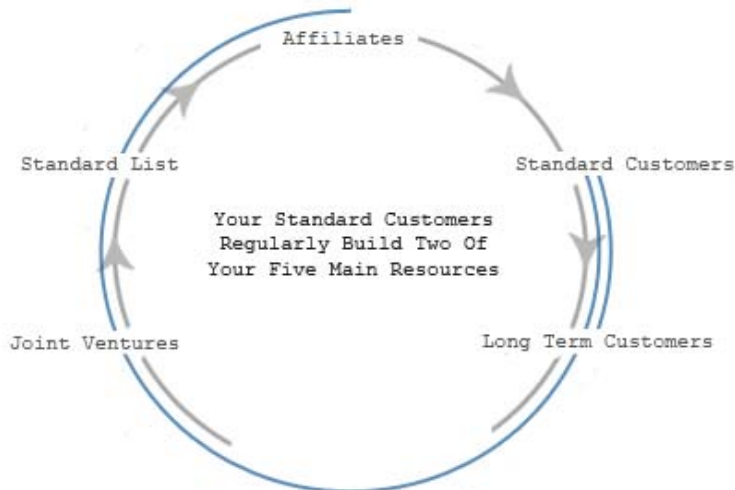 Affiliates
Standard List
Standard Customers
Your Standard Customers
Regularly Build Two Of
Your Five Main Resources
Joint Ventures
Long Term Customers